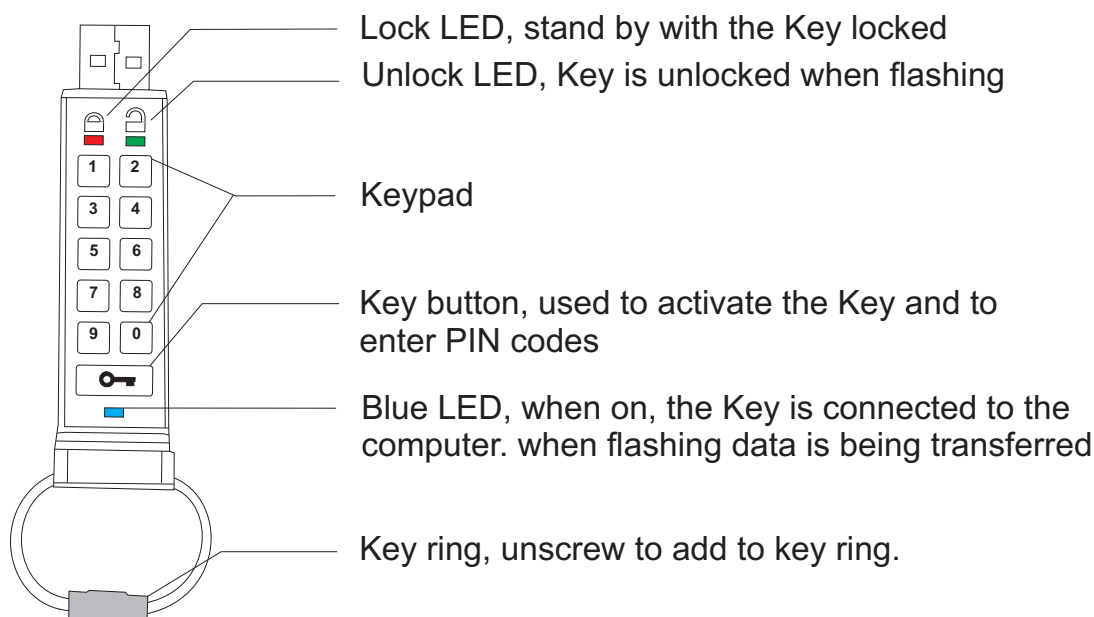 Lock LED, stand by with the Key locked
Unlock LED, Key is unlocked when flashing
1 2
Keypad
3 4
5 6
7 8
Key button, used to activate the Key and to
enter PIN codes
9 0
Blue LED, when on, the Key is connected to the
computer. when flashing data is being transferred
Key ring, unscrew to add to key ring.